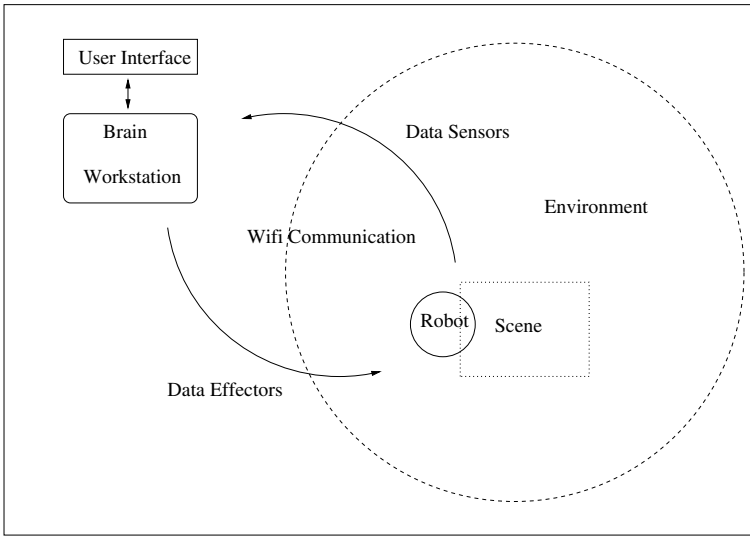 User Interface
Brain
Workstation
Data Sensors
Environment
Wifi Communication
Robot
Scene
Data Effectors